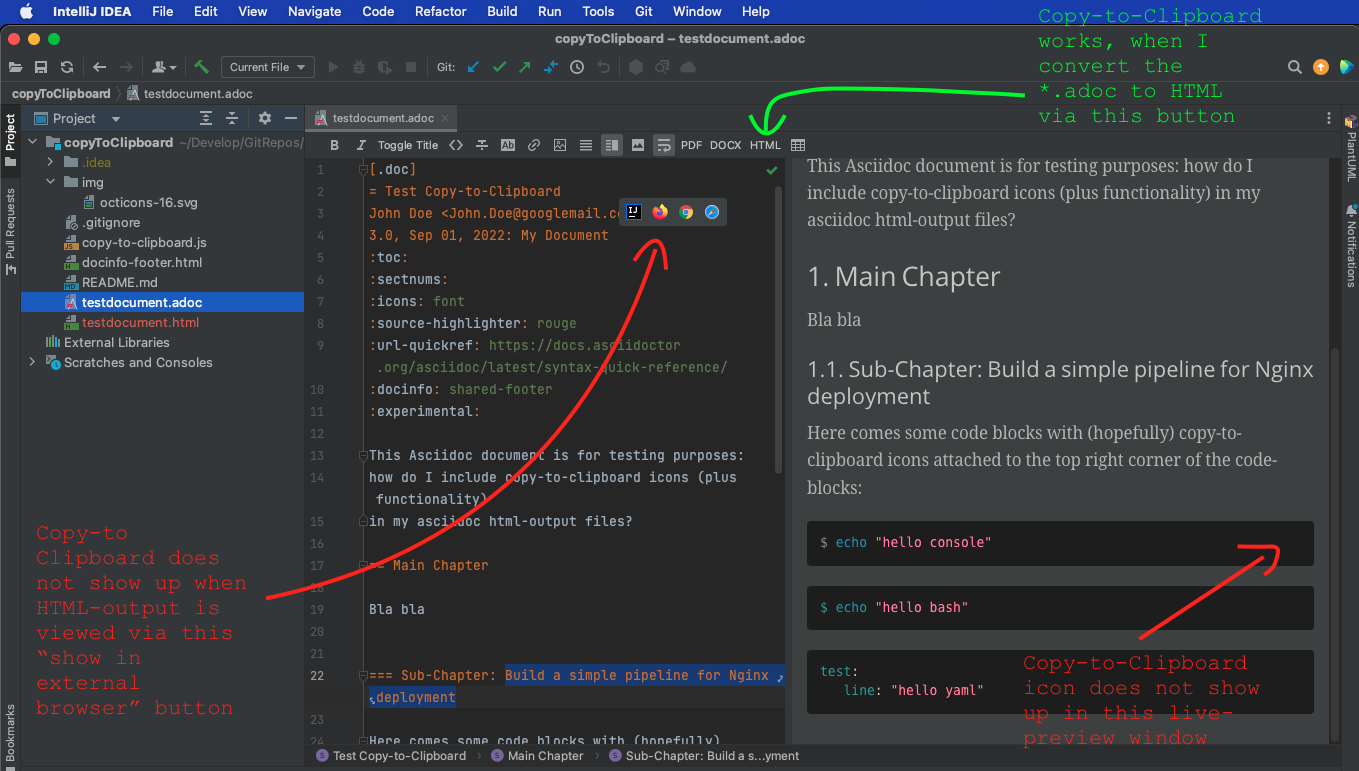 IntelliJ IDEA File Edit View Navigate Code Refactor Build Run Tools Git Window Help
copyToClipboard – testdocument.adoc
Current File Git:
copyToClipboard testdocument.adoc
Project
copyToClipboard ~/Develop/GitRepos/
.idea
img
octicons-16.svg
.gitignore
copy-to-clipboard.js
docinfo-footer.html
README.md
testdocument.adoc
testdocument.html
External Libraries
Scratches and Consoles
Project
Pull Requests
Bookmarks
testdocument.adoc
B I Toggle Title Ab PDF DOCX HTML
1 [.doc]
2 = Test Copy-to-Clipboard
3 John Doe <John.Doe@googlemail.c
4 3.0, Sep 01, 2022: My Document
5 :toc:
6 :sectnums:
7 :icons: font
8 :source-highlighter: rouge
9 :url-quickref: https://docs.asciidoctor
.org/asciidoc/latest/syntax-quick-reference/
10 :docinfo: shared-footer
11 :experimental:
12
13 This Asciidoc document is for testing purposes:
14 how do I include copy-to-clipboard icons (plus
functionality)
15 in my asciidoc html-output files?
16
17 == Main Chapter
18
19 Bla bla
20
21
22 === Sub-Chapter: Build a simple pipeline for Nginx
deployment
23
24 Here comes some code blocks with (hopefully)
Test Copy-to-Clipboard Main Chapter Sub-Chapter: Build a s...yment
This Asciidoc document is for testing purposes: how do I
include copy-to-clipboard icons (plus functionality) in my
asciidoc html-output files?
1. Main Chapter
Bla bla
1.1. Sub-Chapter: Build a simple pipeline for Nginx
deployment
Here comes some code blocks with (hopefully) copy-to-
clipboard icons attached to the top right corner of the code-
blocks:
$ echo "hello console"
$ echo "hello bash"
test:
line: "hello yaml"
PlantUML
Notifications
Copy-to-Clipboard
works, when I
convert the
*.adoc to HTML
via this button
Copy-to
Clipboard does
not show up when
HTML-output is
viewed via this
“show in
external
browser” button
Copy-to-Clipboard
icon does not show
up in this live-
preview window